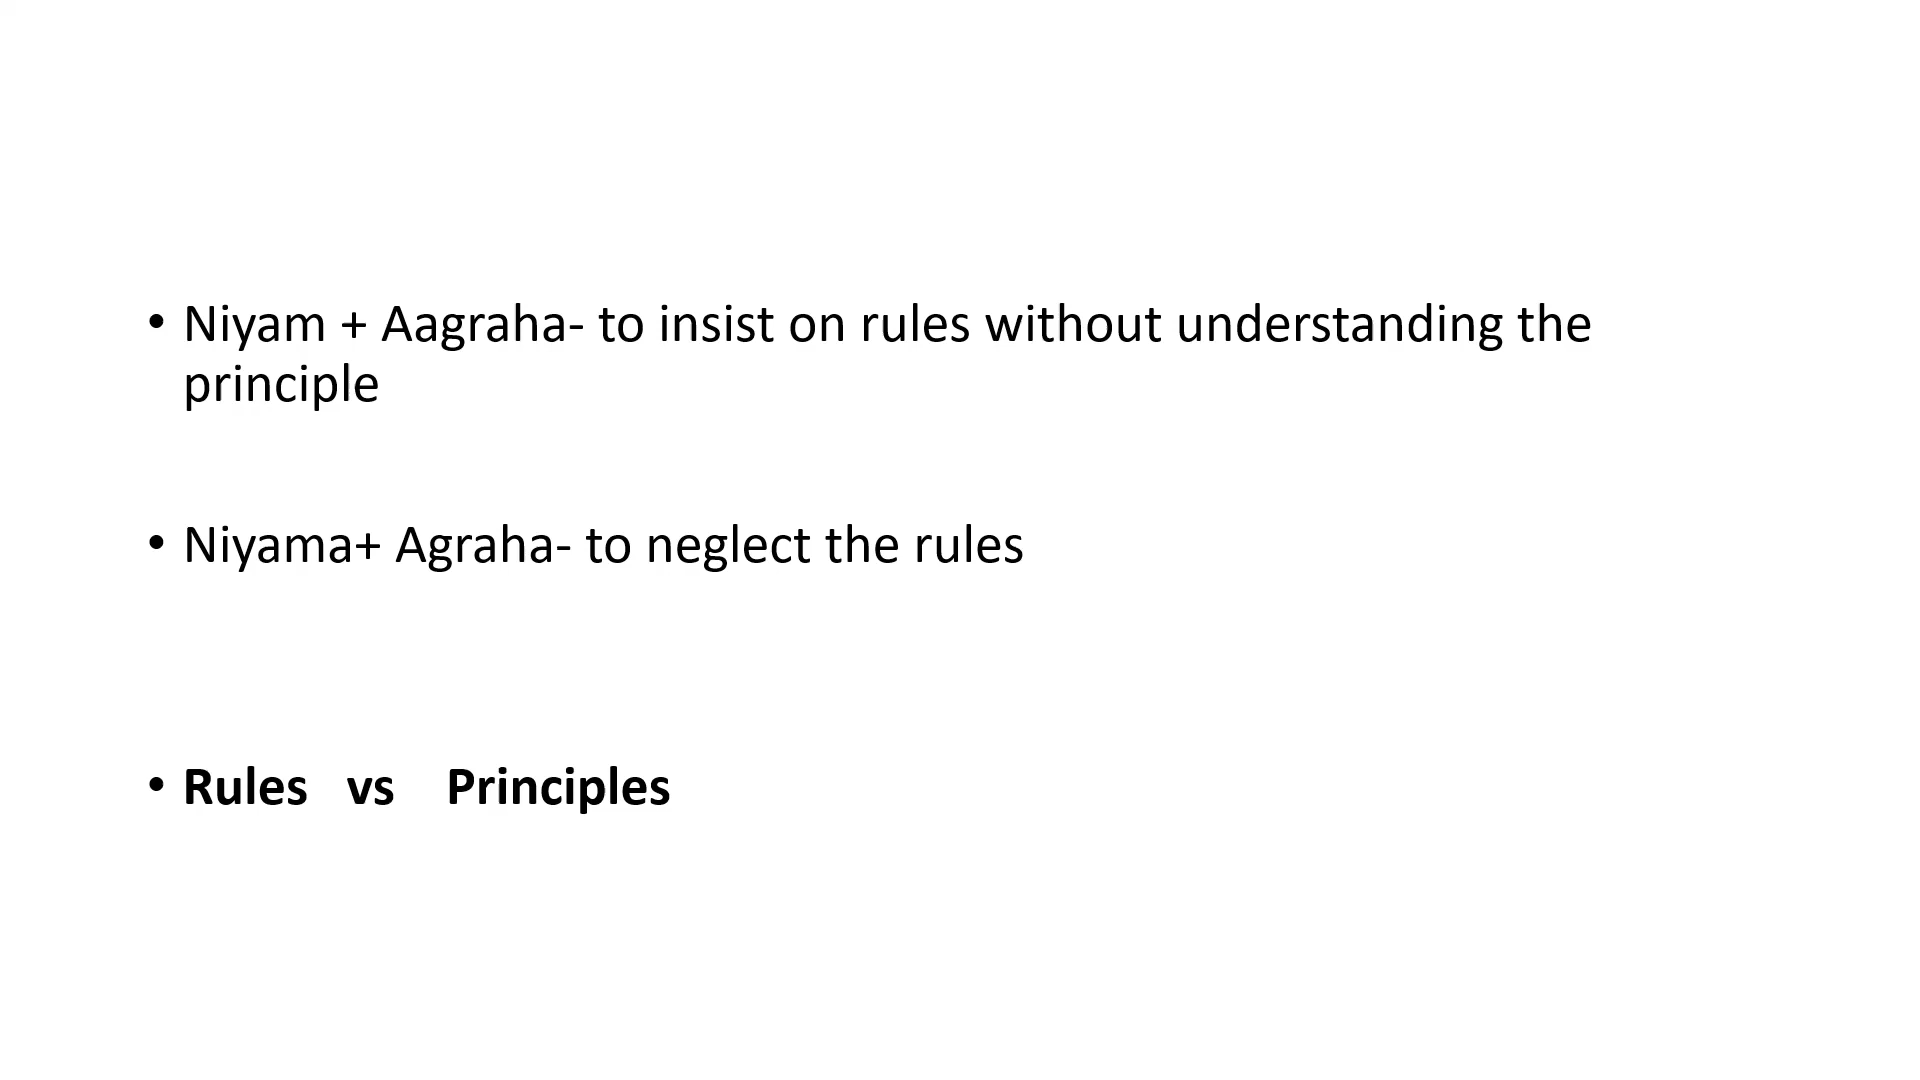 • Niyam + Aagraha- to insist on rules without understanding the
principle
• Niyama+ Agraha- to neglect the rules
• Rules vs Principles